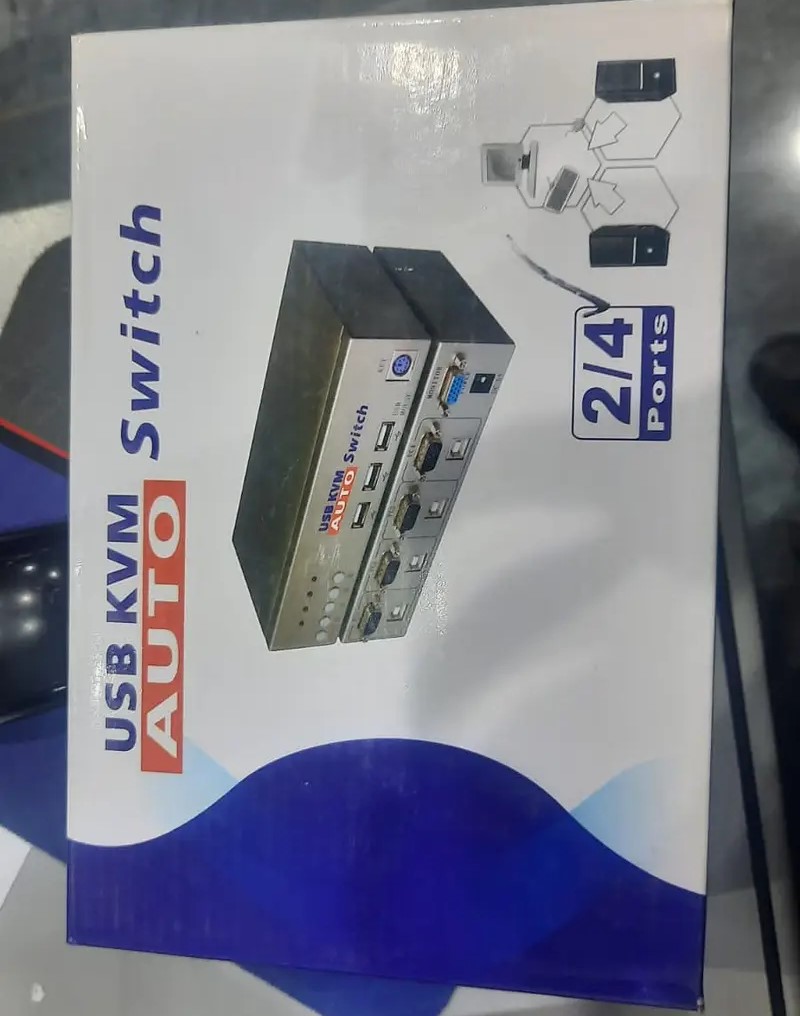 USB KVM
AUTO Switch
USB KVM
AUTO Switch
MONITOR
2/4
Ports